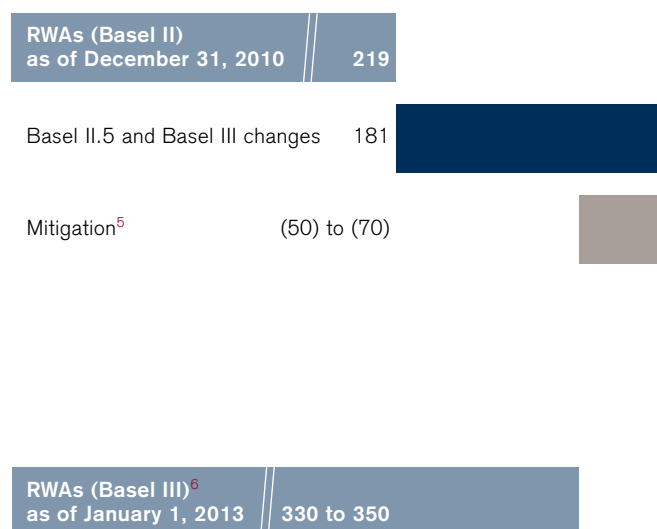 RWAs (Basel II)
as of December 31, 2010 219
Basel II.5 and Basel III changes 181
Mitigation5 (50) to (70)
RWAs (Basel III)6
as of January 1, 2013 330 to 350